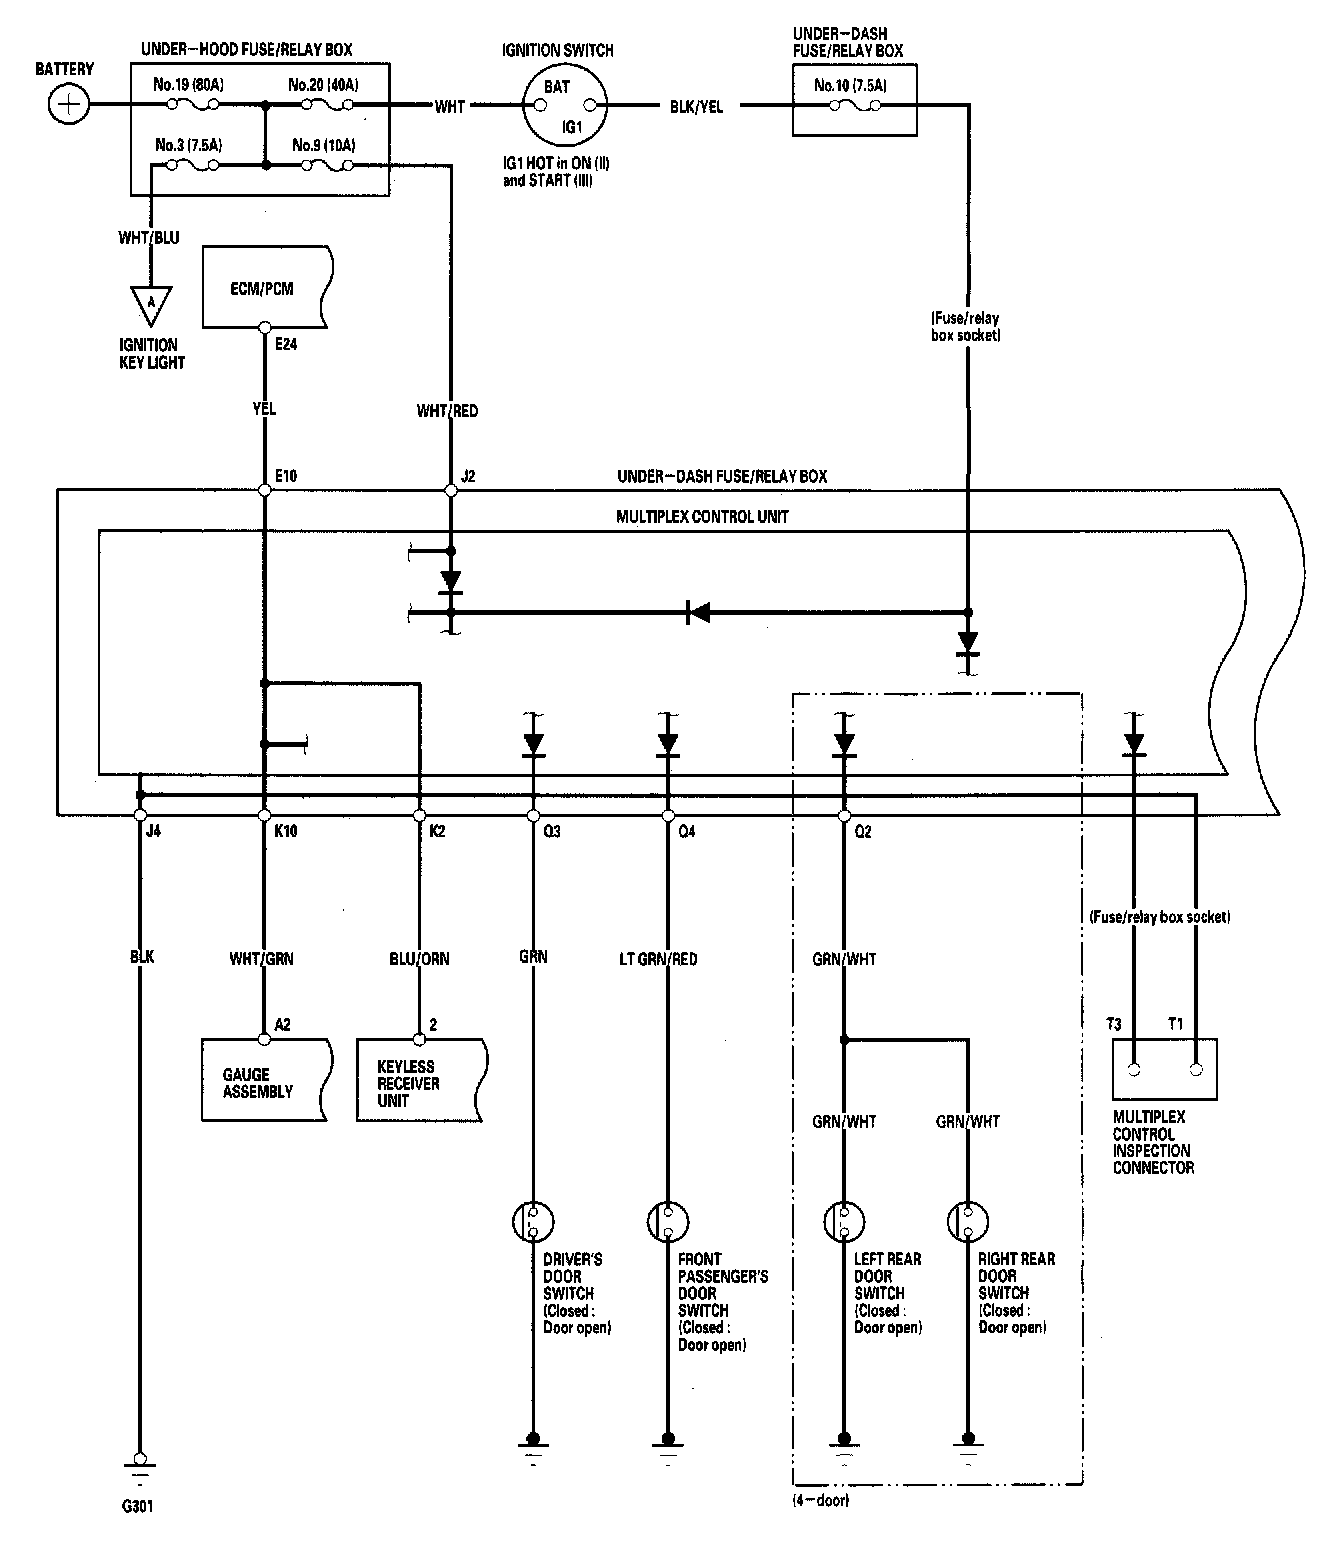 UNDER-HOOD FUSE/RELAY BOX
IGNITION SWITCH
UNDER-DASH
FUSE/RELAY BOX
BATTERY
No.19 (80A)
No.20 (40A)
No.10 (7.5A)
BAT
WHT
BLK/YEL
IG1
No.3 (7.5A)
No.9 (10A)
IG1 HOT in ON (II)
and START (III)
WHT/BLU
ECM/PCM
A
IGNITION
KEY LIGHT
E24
(Fuse/relay
box socket)
YEL
WHT/RED
E10
J2
UNDER-DASH FUSE/RELAY BOX
MULTIPLEX CONTROL UNIT
J4
K10
K2
Q3
Q4
Q2
(Fuse/relay box socket)
BLK
WHT/GRN
BLU/ORN
GRN
LT GRN/RED
GRN/WHT
A2
2
T3
T1
GAUGE
ASSEMBLY
KEYLESS
RECEIVER
UNIT
GRN/WHT
GRN/WHT
MULTIPLEX
CONTROL
INSPECTION
CONNECTOR
DRIVER'S
DOOR
SWITCH
(Closed :
Door open)
FRONT
PASSENGER'S
DOOR
SWITCH
(Closed :
Door open)
LEFT REAR
DOOR
SWITCH
(Closed :
Door open)
RIGHT REAR
DOOR
SWITCH
(Closed :
Door open)
G301
(4-door)